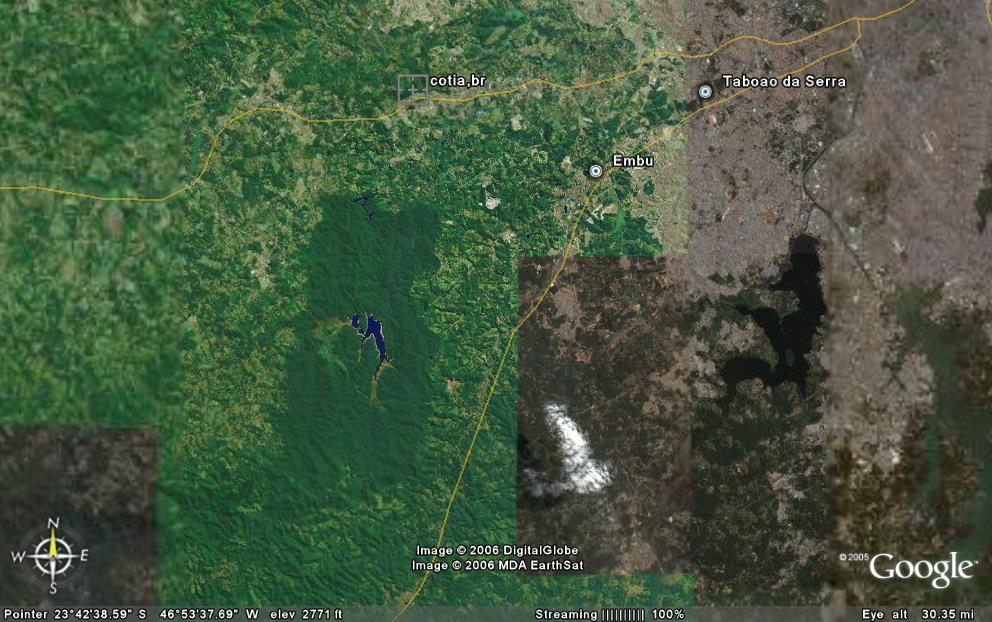 cotia,br
Taboao da Serra
Embu
N
W E
S
Image © 2006 DigitalGlobe
Image © 2006 MDA EarthSat
© 2005 Google
Pointer 23°42'38.59" S 46°53'37.69" W elev 2771 ft Streaming |||||||||| 100% Eye alt 30.35 mi